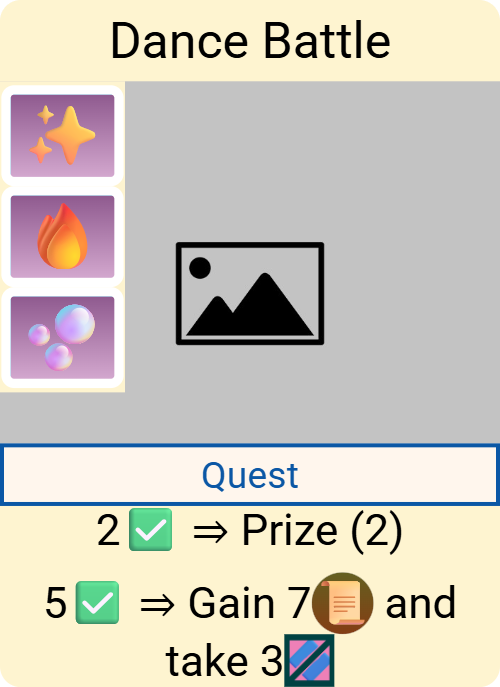 Dance Battle
Quest
2 ✅ ⇒ Prize (2)
5 ✅ ⇒ Gain 7 and
take 3